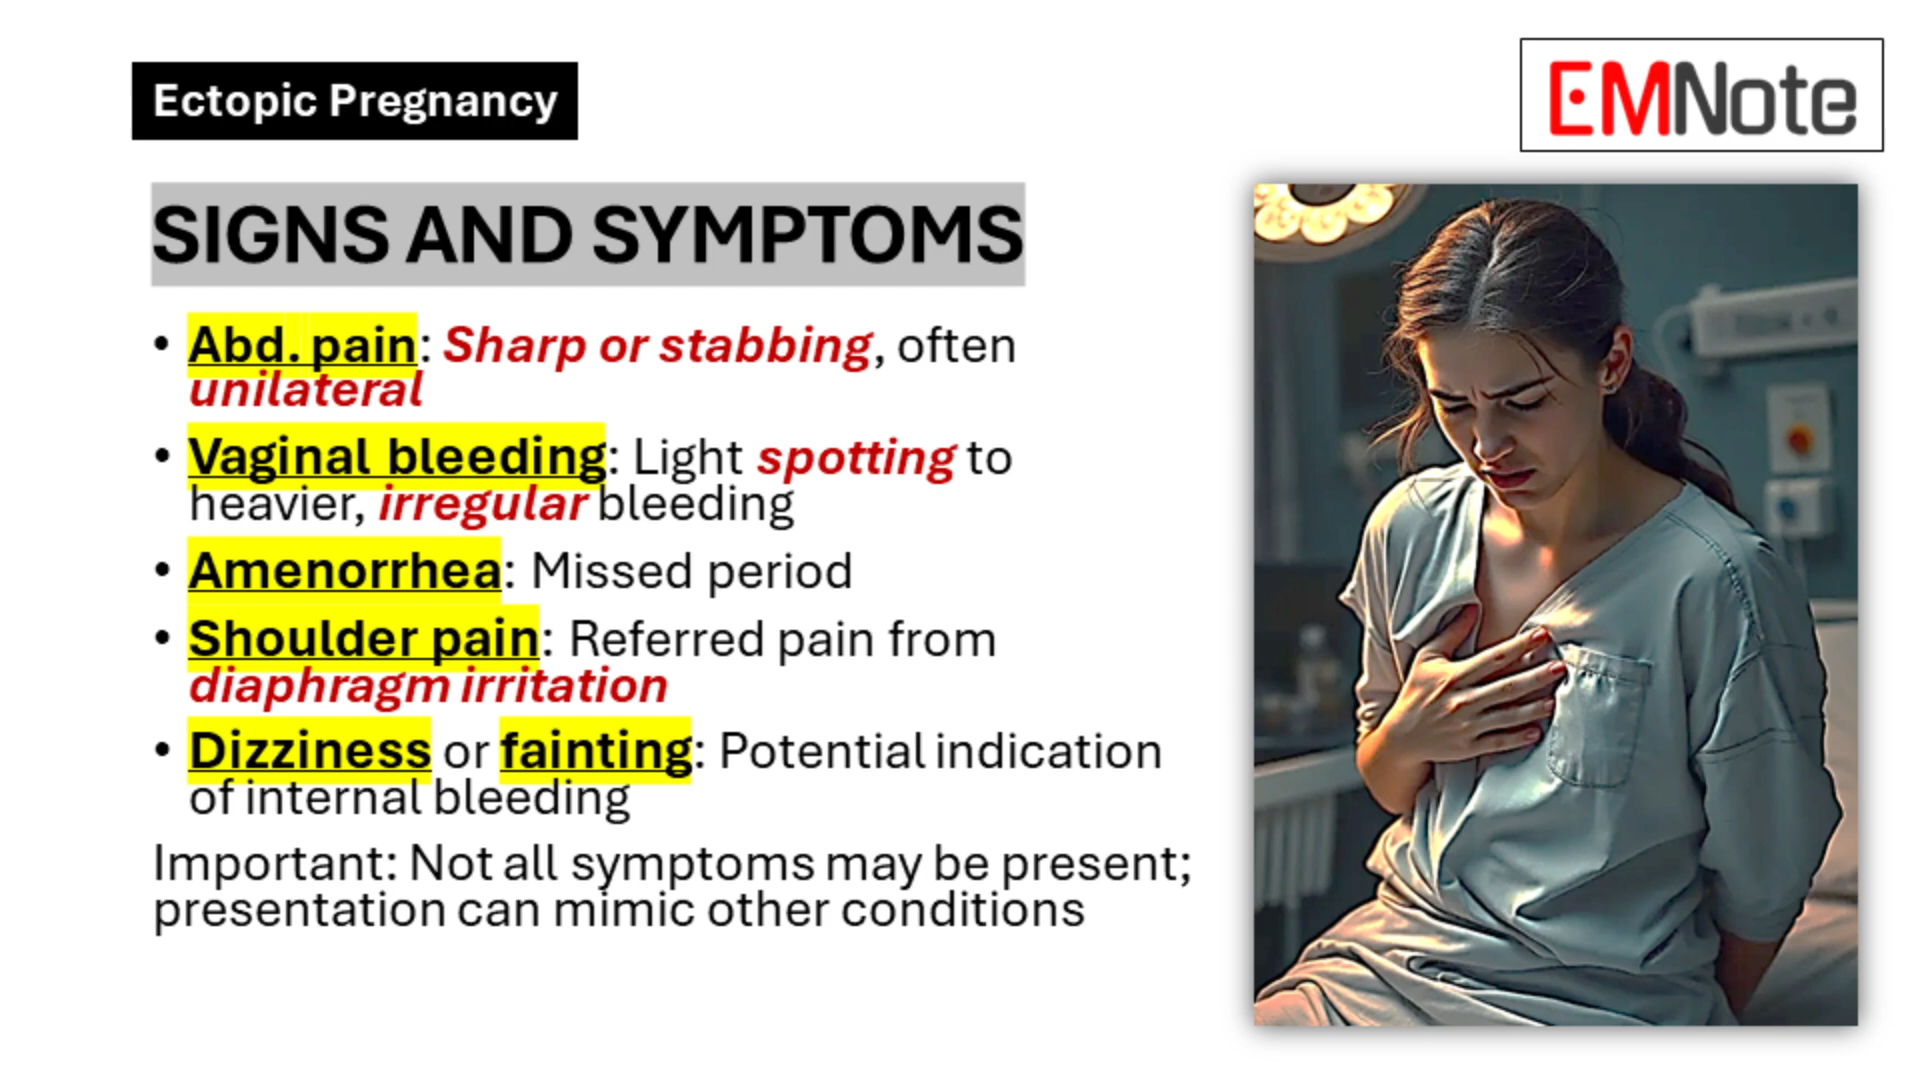 Ectopic Pregnancy
EMNote
SIGNS AND SYMPTOMS
• Abd. pain: Sharp or stabbing, often
unilateral
• Vaginal bleeding: Light spotting to
heavier, irregular bleeding
• Amenorrhea: Missed period
• Shoulder pain: Referred pain from
diaphragm irritation
• Dizziness or fainting: Potential indication
of internal bleeding
Important: Not all symptoms may be present;
presentation can mimic other conditions